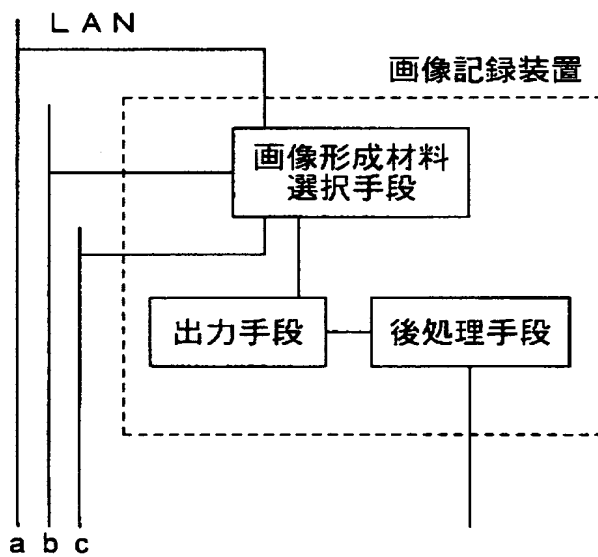 LAN
画像記録装置
画像形成材料
選択手段
出力手段
後処理手段
a b c